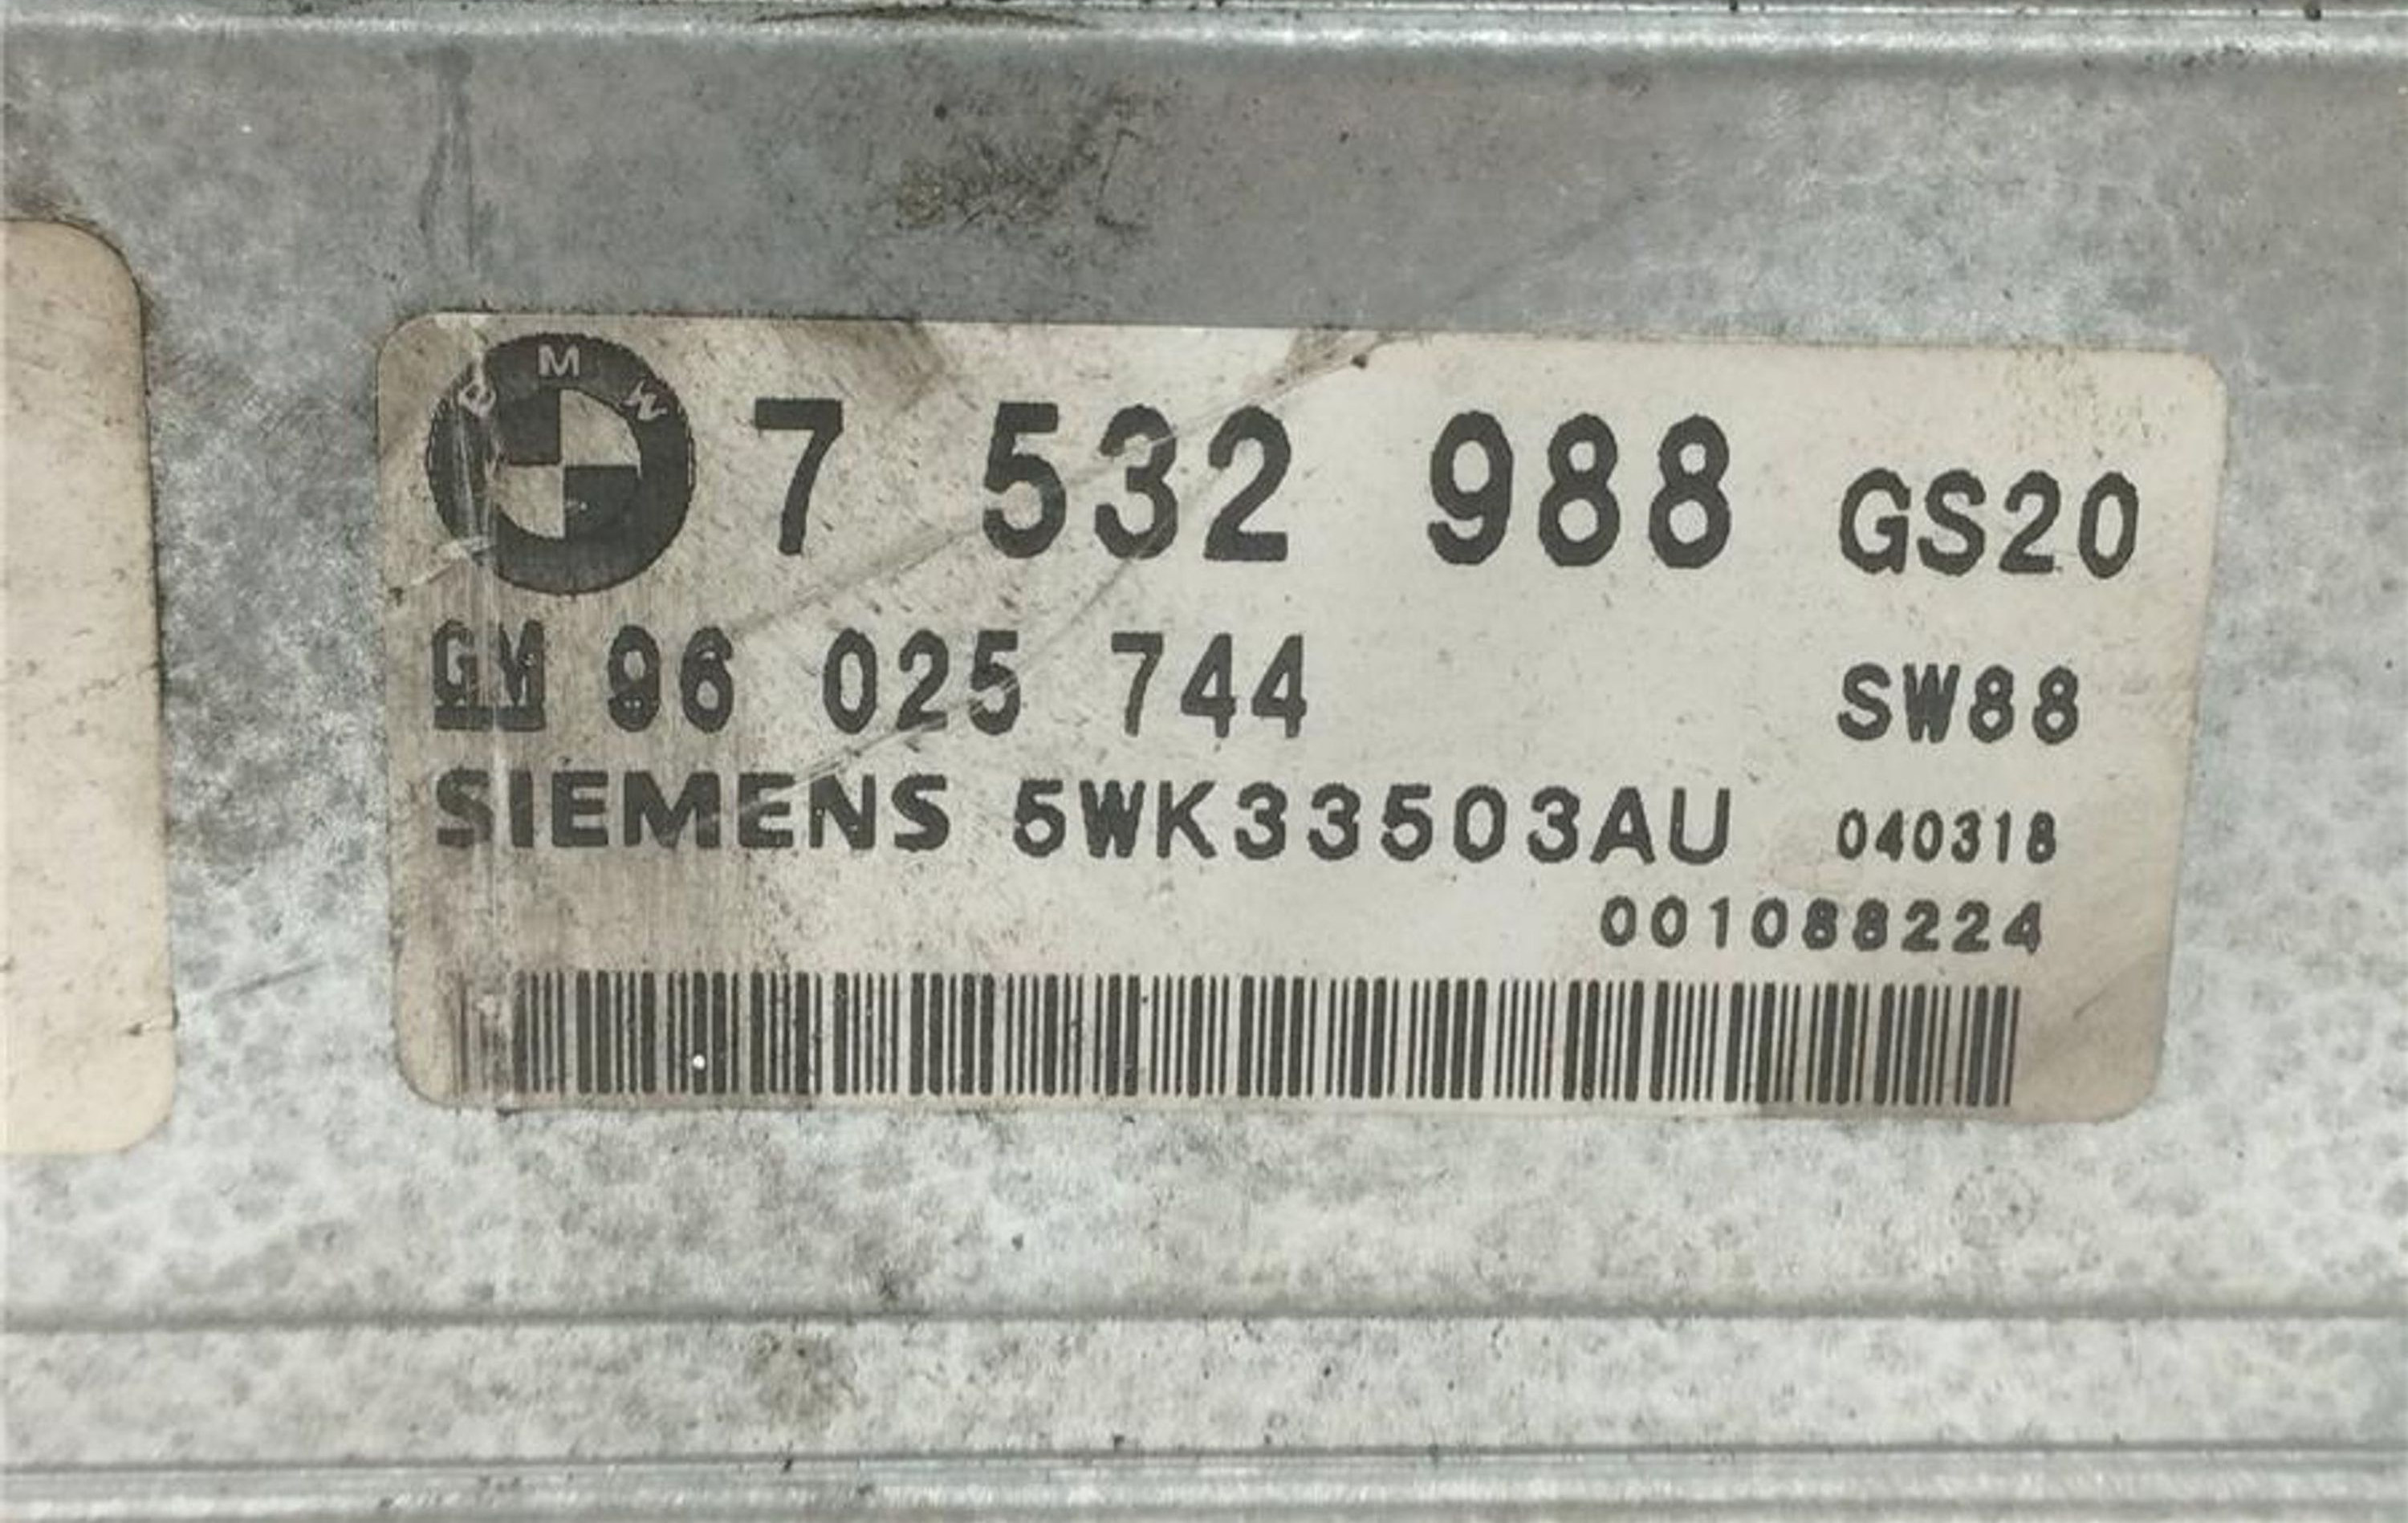 BMW 7 532 988 GS20
GM 96 025 744 SW88
SIEMENS 5WK33503AU 040318
001088224